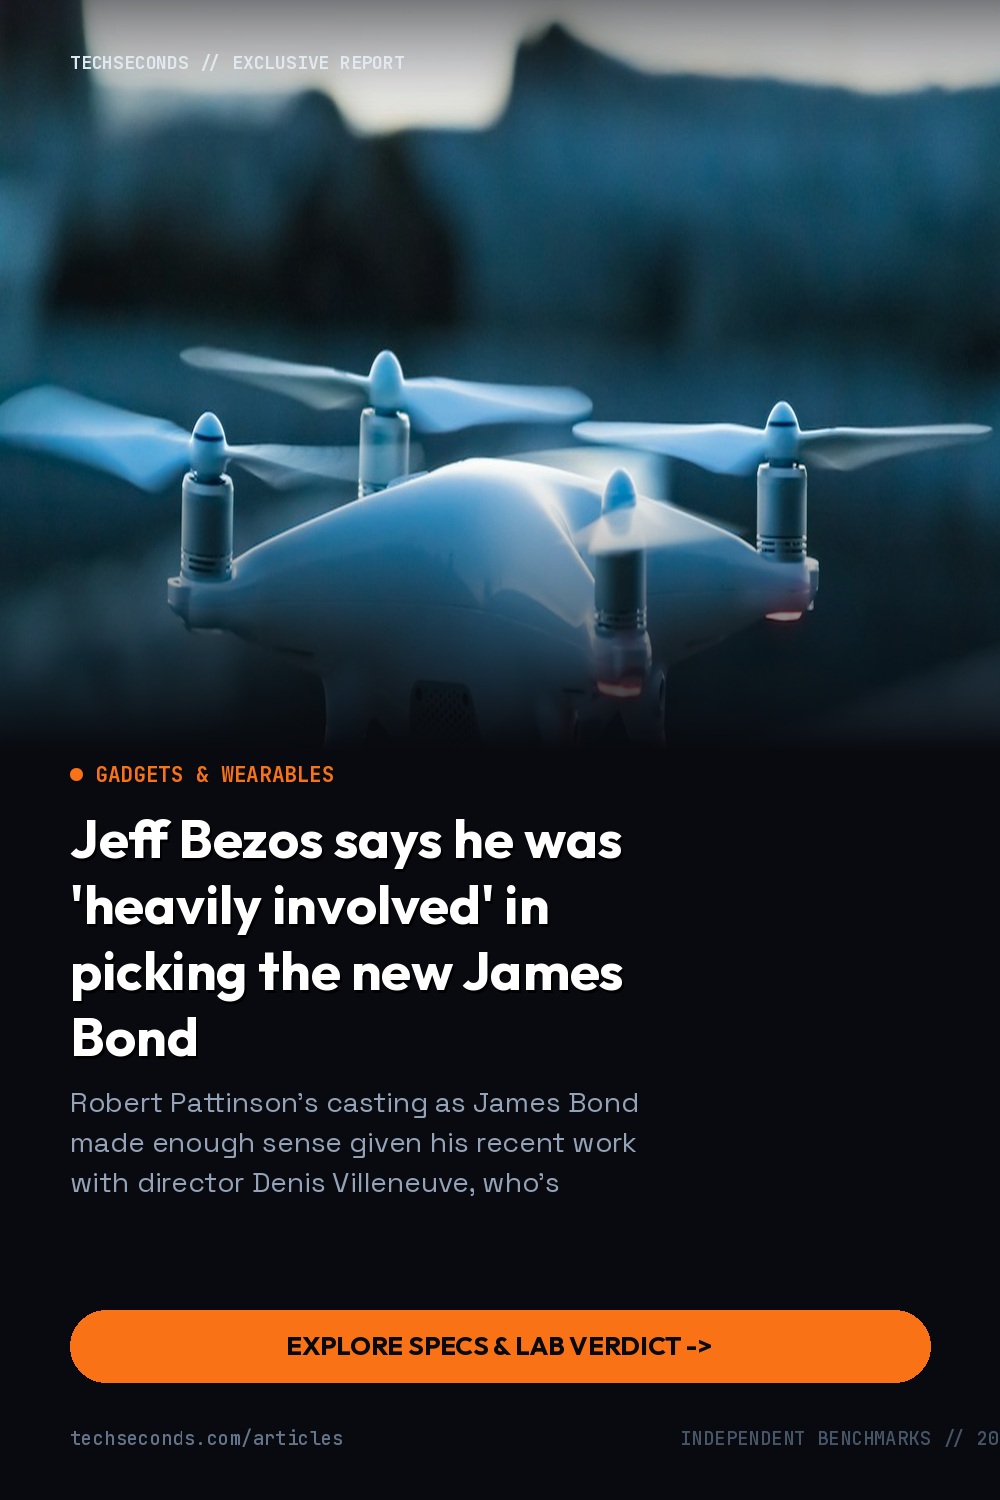 TECHSECONDS // EXCLUSIVE REPORT
GADGETS & WEARABLES
Jeff Bezos says he was
'heavily involved' in
picking the new James
Bond
Robert Pattinson’s casting as James Bond
made enough sense given his recent work
with director Denis Villeneuve, who’s
EXPLORE SPECS & LAB VERDICT ->
techseconds.com/articles
INDEPENDENT BENCHMARKS // 20